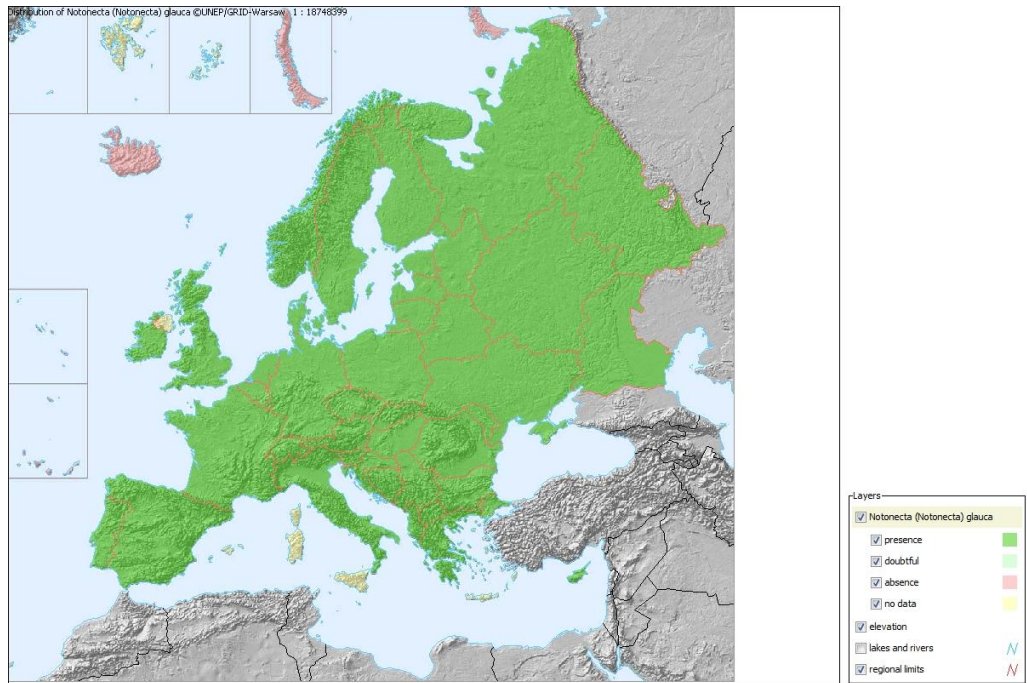 Distribution of Notonecta (Notonecta) glauca ©UNEP/GRID-Warsaw 1 : 18748399
Layers
Notonecta (Notonecta) glauca
presence
doubtful
absence
no data
elevation
lakes and rivers
regional limits